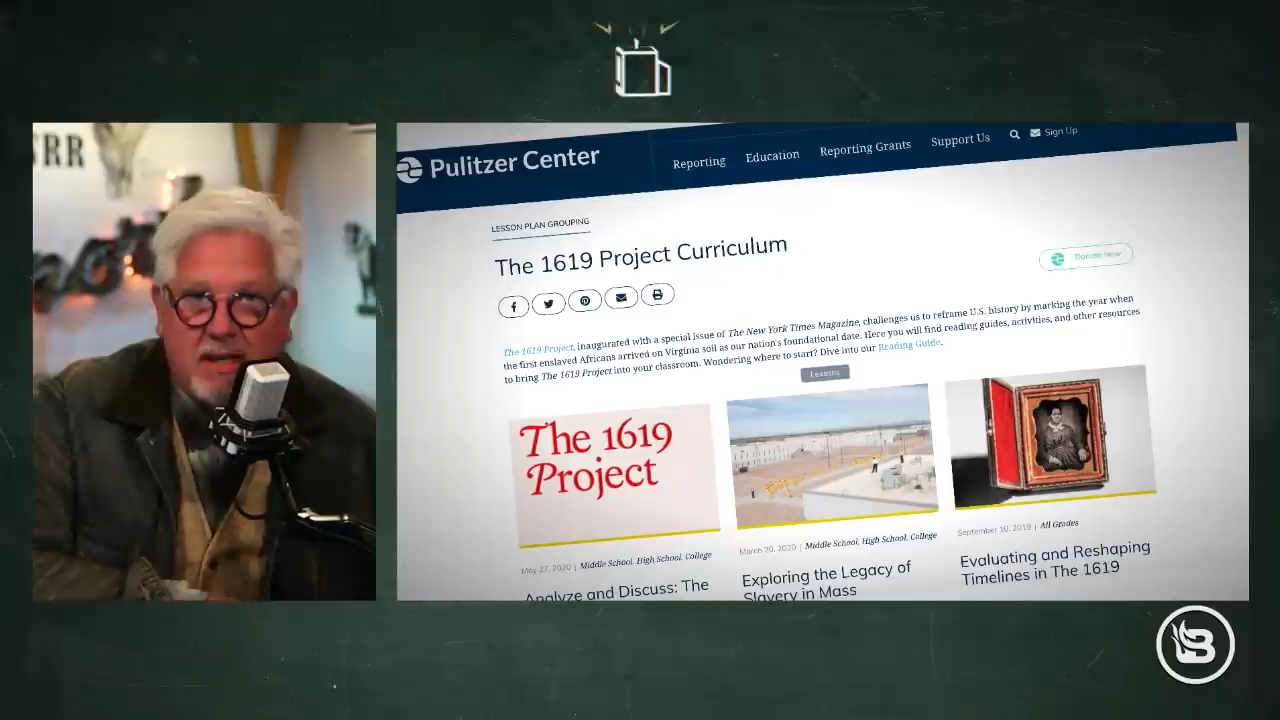 SRR
Pulitzer Center
Reporting
Education
Reporting Grants
Support Us
Sign Up
LESSON PLAN GROUPING
The 1619 Project Curriculum
Donate Now
The 1619 Project, inaugurated with a special issue of The New York Times Magazine, challenges us to reframe U.S. history by marking the year when
the first enslaved Africans arrived on Virginia soil as our nation's foundational date. Here you will find reading guides, activities, and other resources
to bring The 1619 Project into your classroom. Wondering where to start? Dive into our Reading Guide.
Lessons
The 1619
Project
May 27, 2020 | Middle School, High School, College
Analyze and Discuss: The
March 20, 2020 | Middle School, High School, College
Exploring the Legacy of
Slavery in Mass
September 10, 2019 | All Grades
Evaluating and Reshaping
Timelines in The 1619
B